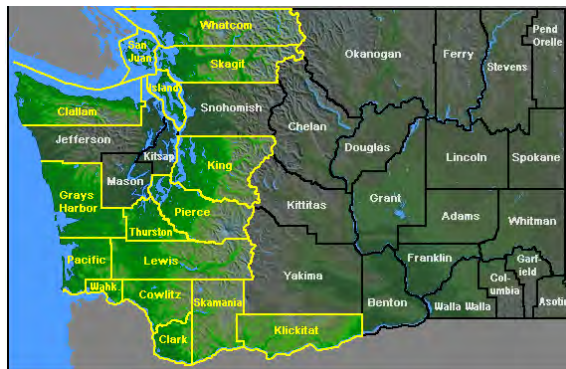 Whatcom
San
Juan
Skagit
Island
Clallam
Snohomish
Jefferson
Kitsap
Mason
King
Grays
Harbor
Pierce
Thurston
Pacific
Lewis
Wahk.
Cowlitz
Skamania
Clark
Klickitat
Okanogan
Ferry
Stevens
Pend
Orelle
Chelan
Douglas
Lincoln
Spokane
Kittitas
Grant
Adams
Whitman
Yakima
Benton
Franklin
Walla Walla
Col-
umbia
Garf-
ield
Asotin